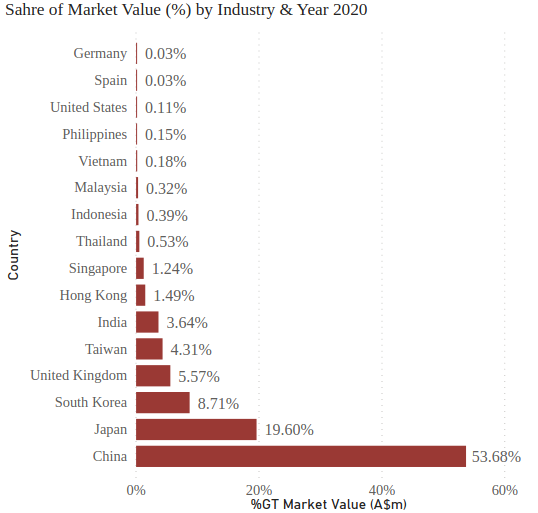 Sahre of Market Value (%) by Industry & Year 2020
Germany 0.03%
Spain 0.03%
United States 0.11%
Philippines 0.15%
Vietnam 0.18%
Malaysia 0.32%
Indonesia 0.39%
Thailand 0.53%
Singapore 1.24%
Hong Kong 1.49%
India 3.64%
Taiwan 4.31%
United Kingdom 5.57%
South Korea 8.71%
Japan 19.60%
China 53.68%
Country
0% 20% 40% 60%
%GT Market Value (A$m)